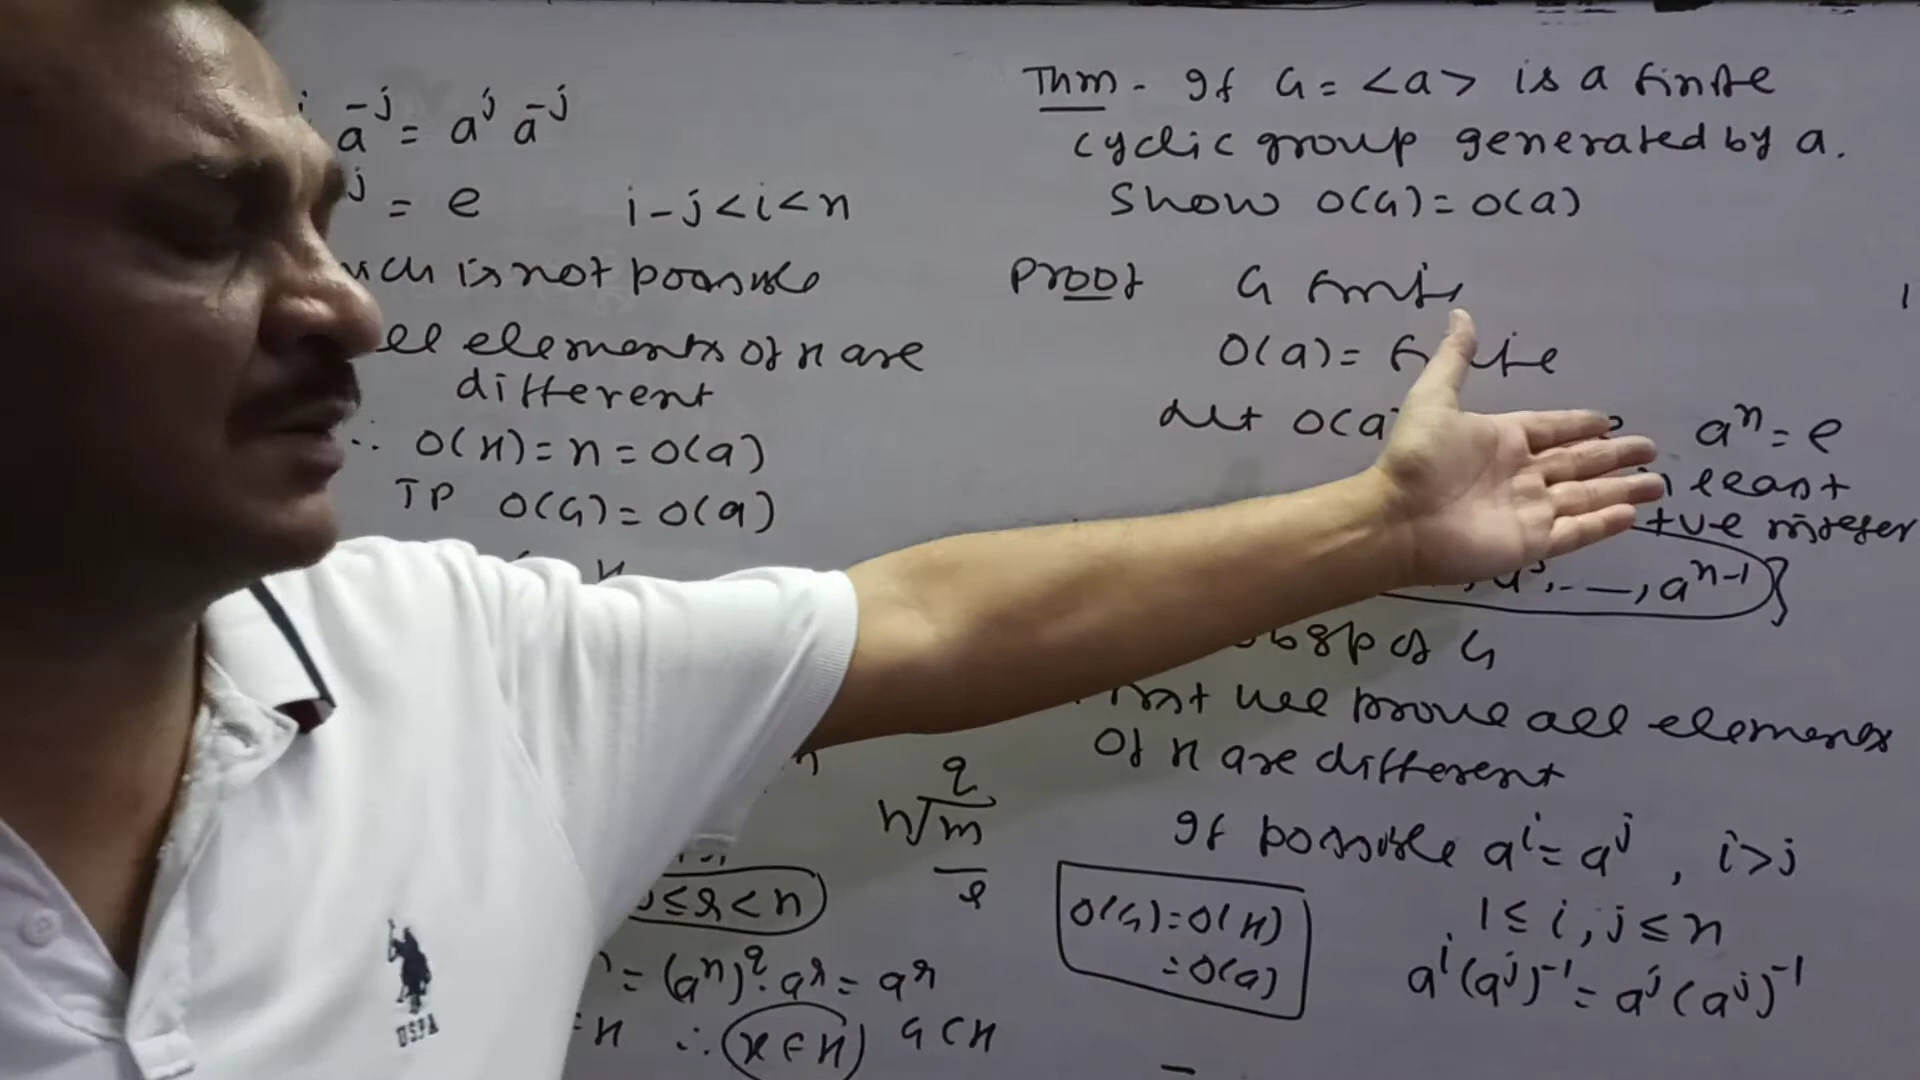 a^-j = a^j a^-j
j = e i-j<i<n
is not possible
elements of H are
different
∴ O(H)=n=O(a)
TP O(G)=O(a)
H
q
n√m
r
≤r<n
=(a^n)^q.a^r=a^r
=H ∴ x∈H G⊂H
Thm- If G=<a> is a finite
cyclic group generated by a.
Show O(G)=O(a)
Proof G finite
O(a)=
Let O(a a^n=e
least
+ve integer
,...,a^n-1}
of G
we prove all elements
Of H are different
If possible a^i=a^j, i>j
1≤i,j≤n
a^i(a^j)^-1=a^j(a^j)^-1
O(G)=O(H)
=O(a)
USPA